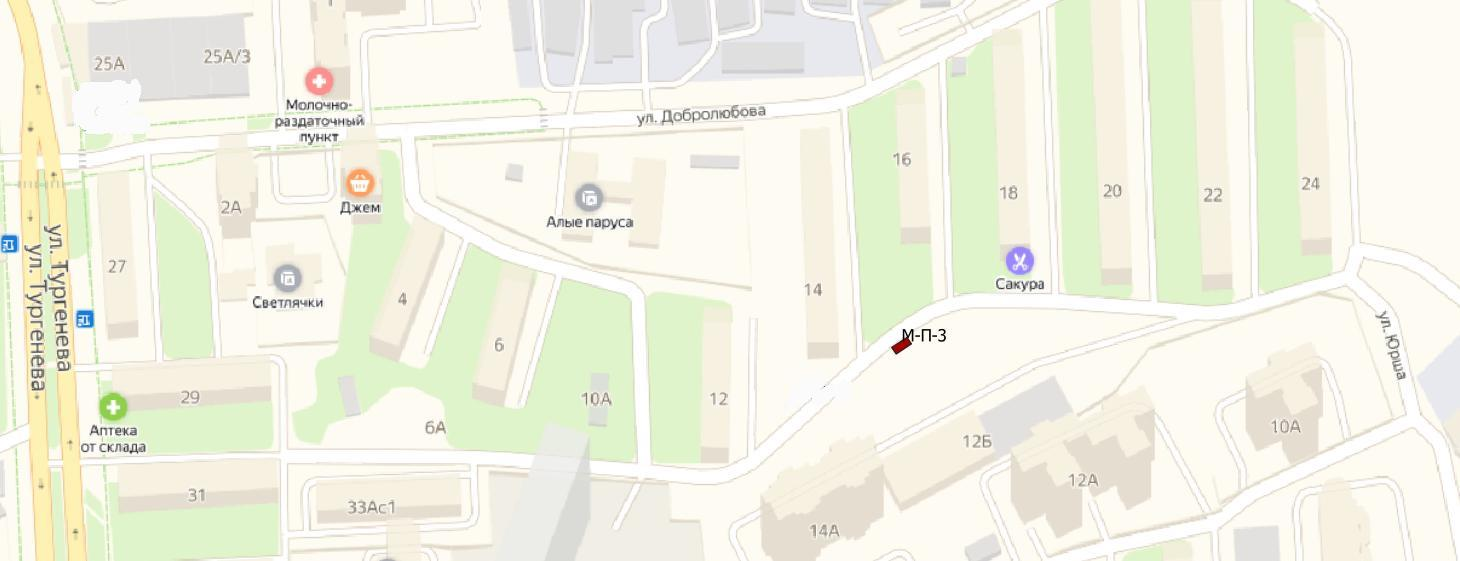 25А
25А/3
Молочно-
раздаточный
пункт
ул. Добролюбова
2А
Джем
Алые паруса
16
18
20
22
24
ул. Тургенева
ул. Тургенева
27
Светлячки
4
6
14
Сакура
М-П-3
ул. Юрша
29
Аптека
от склада
6А
10А
12
12Б
10А
31
33Ас1
14А
12А